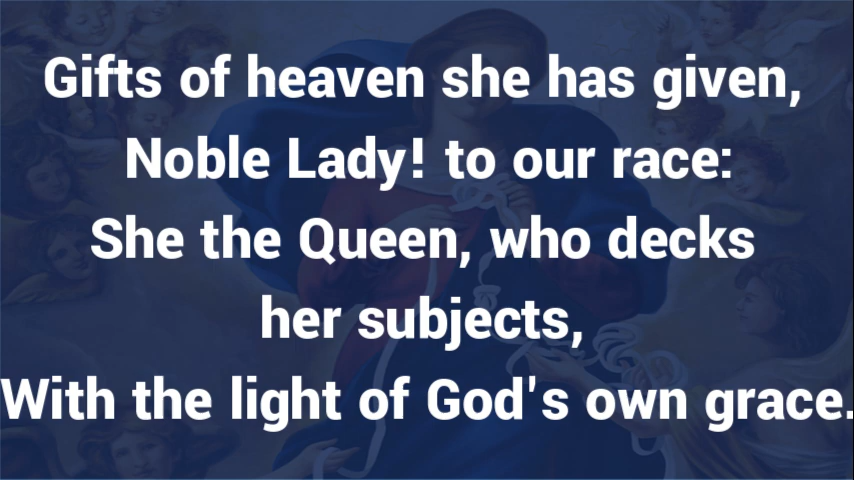 Gifts of heaven she has given,
Noble Lady! to our race:
She the Queen, who decks
her subjects,
With the light of God's own grace.